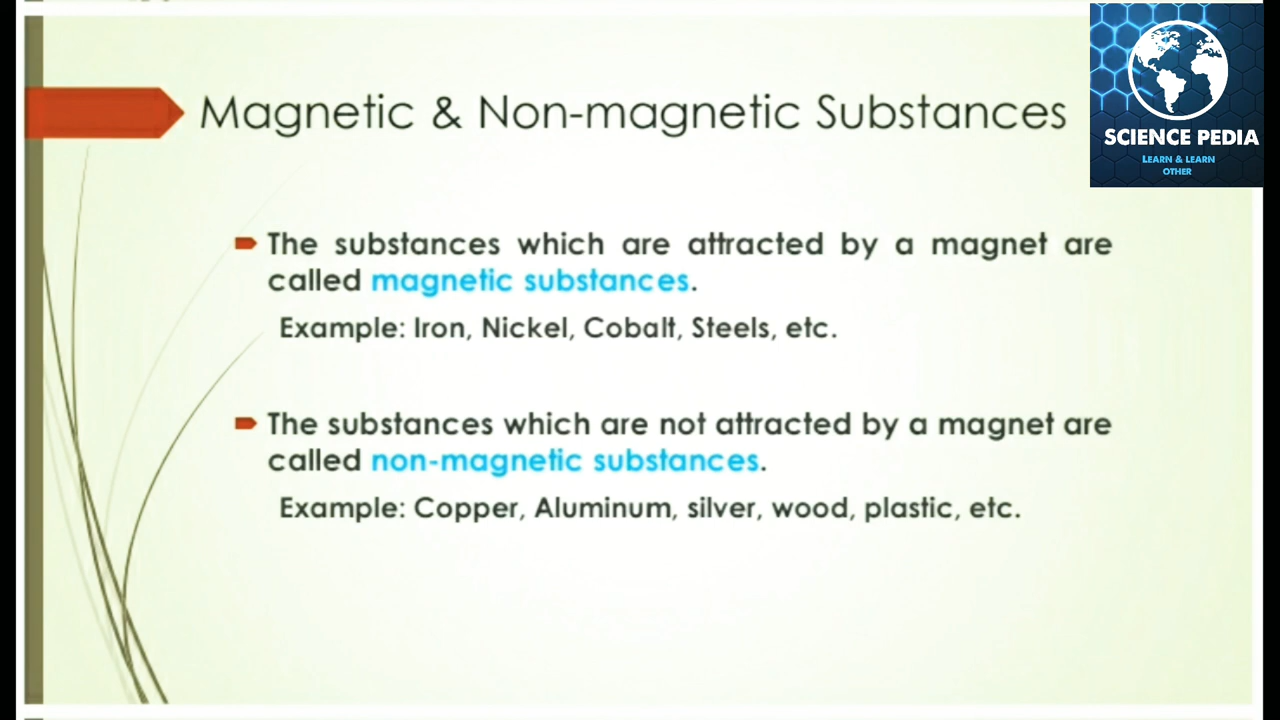 Magnetic & Non-magnetic Substances
SCIENCE PEDIA
LEARN & LEARN
OTHER
The substances which are attracted by a magnet are
called magnetic substances.
Example: Iron, Nickel, Cobalt, Steels, etc.
The substances which are not attracted by a magnet are
called non-magnetic substances.
Example: Copper, Aluminum, silver, wood, plastic, etc.